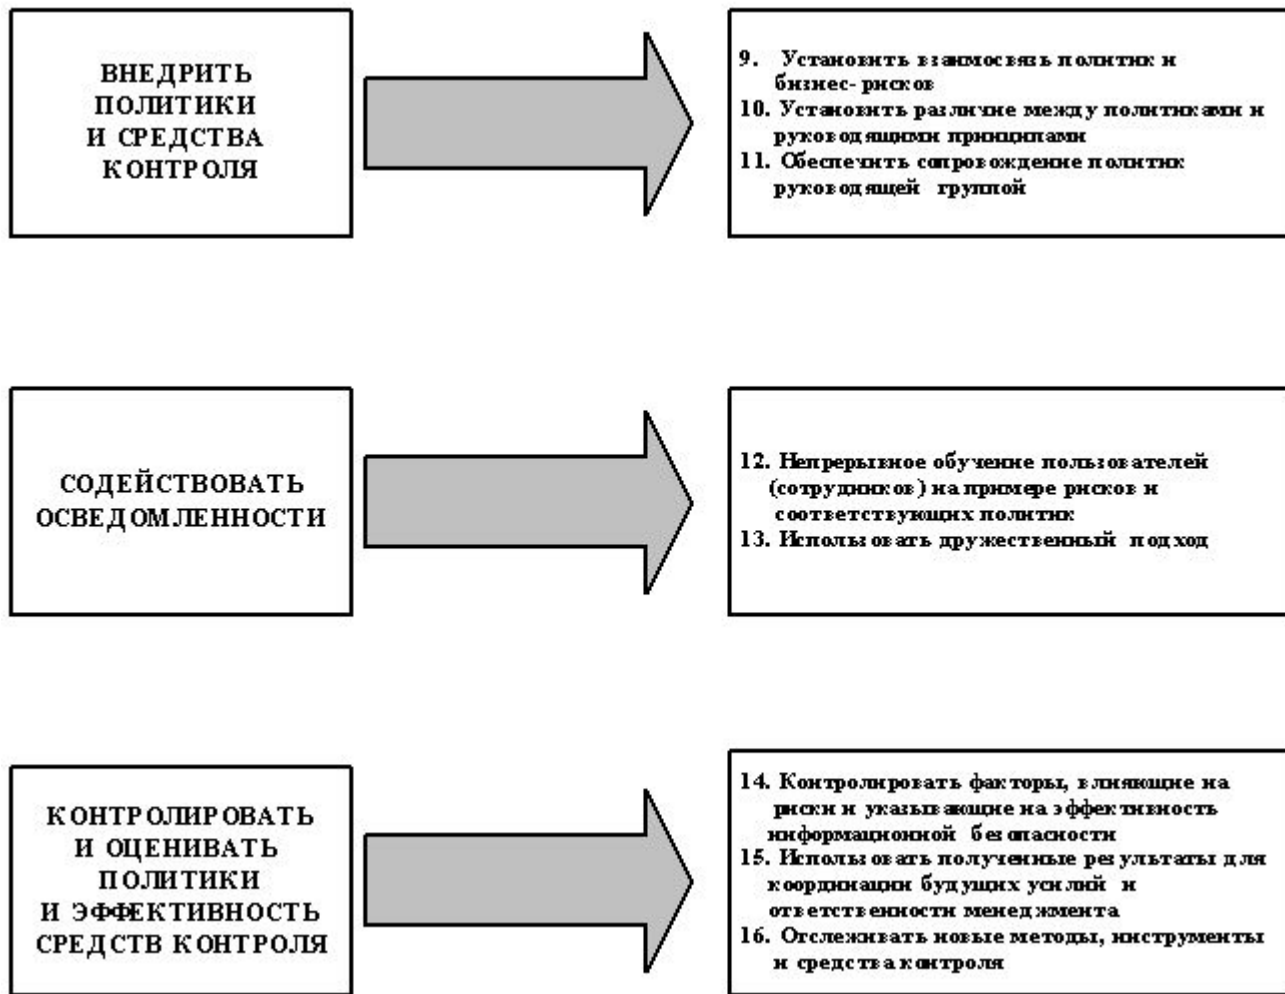 ВНЕДРИТЬ
ПОЛИТИКИ
И СРЕДСТВА
КОНТРОЛЯ
9. Установить взаимосвязь политик и
бизнес- рисков
10. Установить различие между политиками и
руководящими принципами
11. Обеспечить сопровождение политик
руководящей группой
СОДЕЙСТВОВАТЬ
ОСВЕДОМЛЕННОСТИ
12. Непрерывное обучение пользователей
(сотрудников) на примере рисков и
соответствующих политик
13. Использовать дружественный подход
КОНТРОЛИРОВАТЬ
И ОЦЕНИВАТЬ
ПОЛИТИКИ
И ЭФФЕКТИВНОСТЬ
СРЕДСТВ КОНТРОЛЯ
14. Контролировать факторы, влияющие на
риски и указывающие на эффективность
информационной безопасности
15. Использовать полученные результаты для
координации будущих усилий и
ответственности менеджмента
16. Отслеживать новые методы, инструменты
и средства контроля